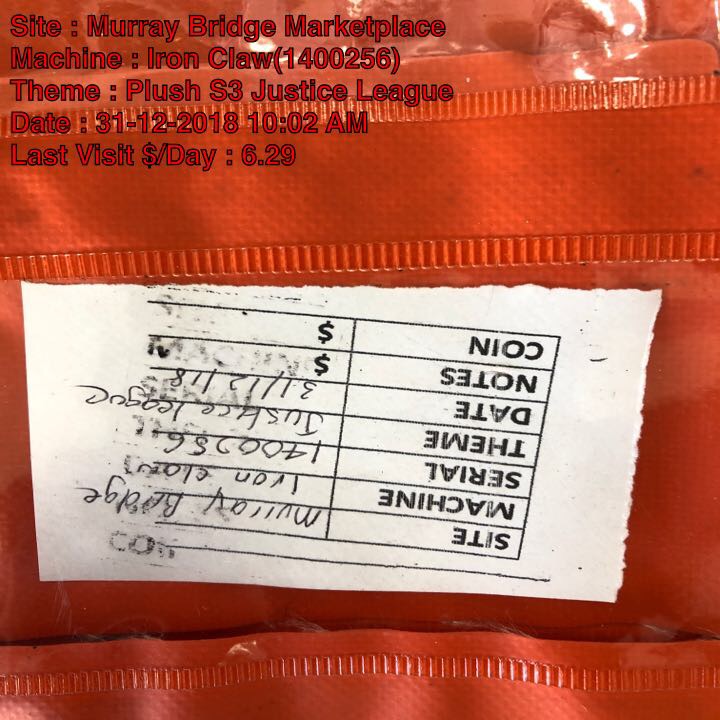 Site : Murray Bridge Marketplace
Machine : Iron Claw(1400256)
Theme : Plush S3 Justice League
Date : 31-12-2018 10:02 AM
Last Visit $/Day : 6.29
SITE Murray Bridge
MACHINE Iron claw
SERIAL 1400256
THEME Justice league
DATE 31/12/18
NOTES $
COIN $